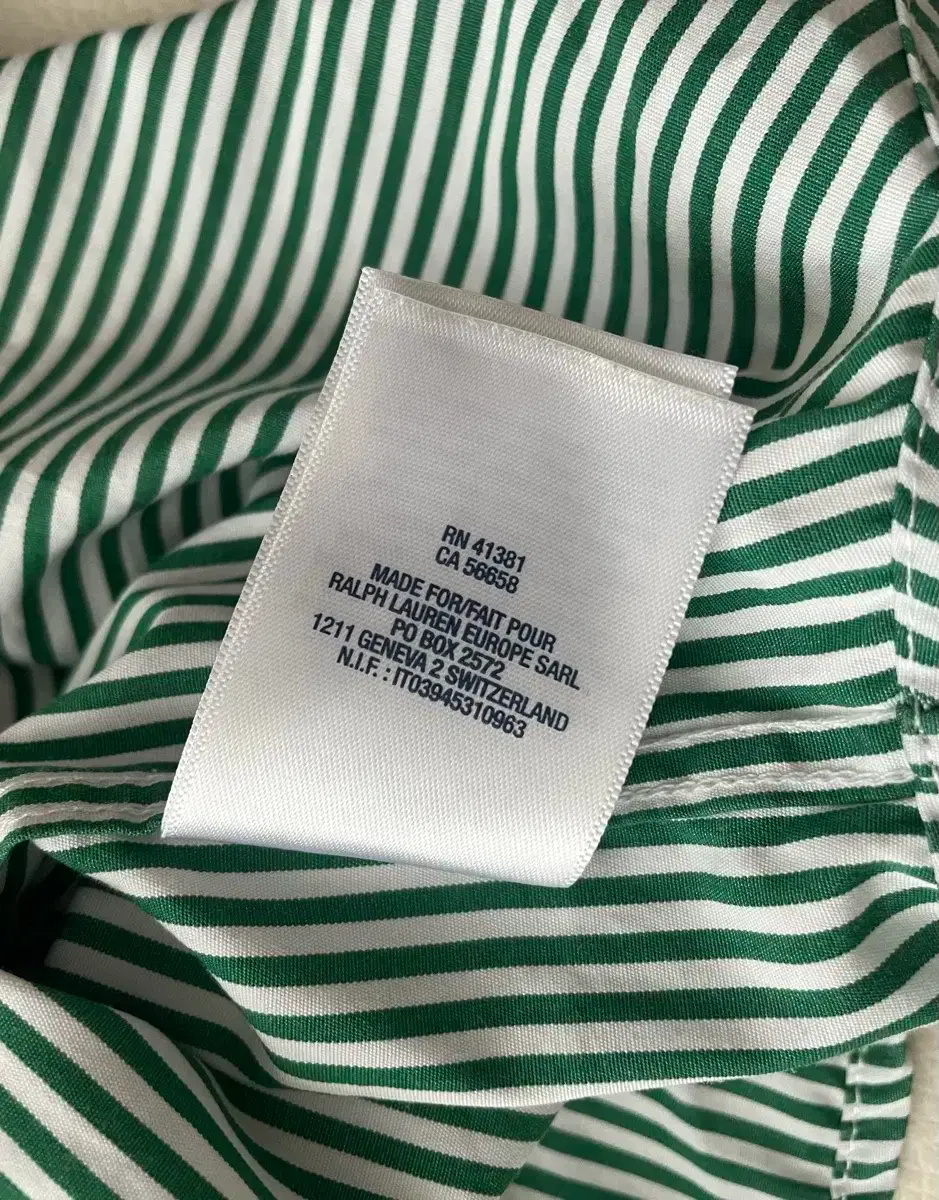 RN 41381
CA 56658
MADE FOR/FAIT POUR
RALPH LAUREN EUROPE SARL
PO BOX 2572
1211 GENEVA 2 SWITZERLAND
N.I.F. : IT03945310963